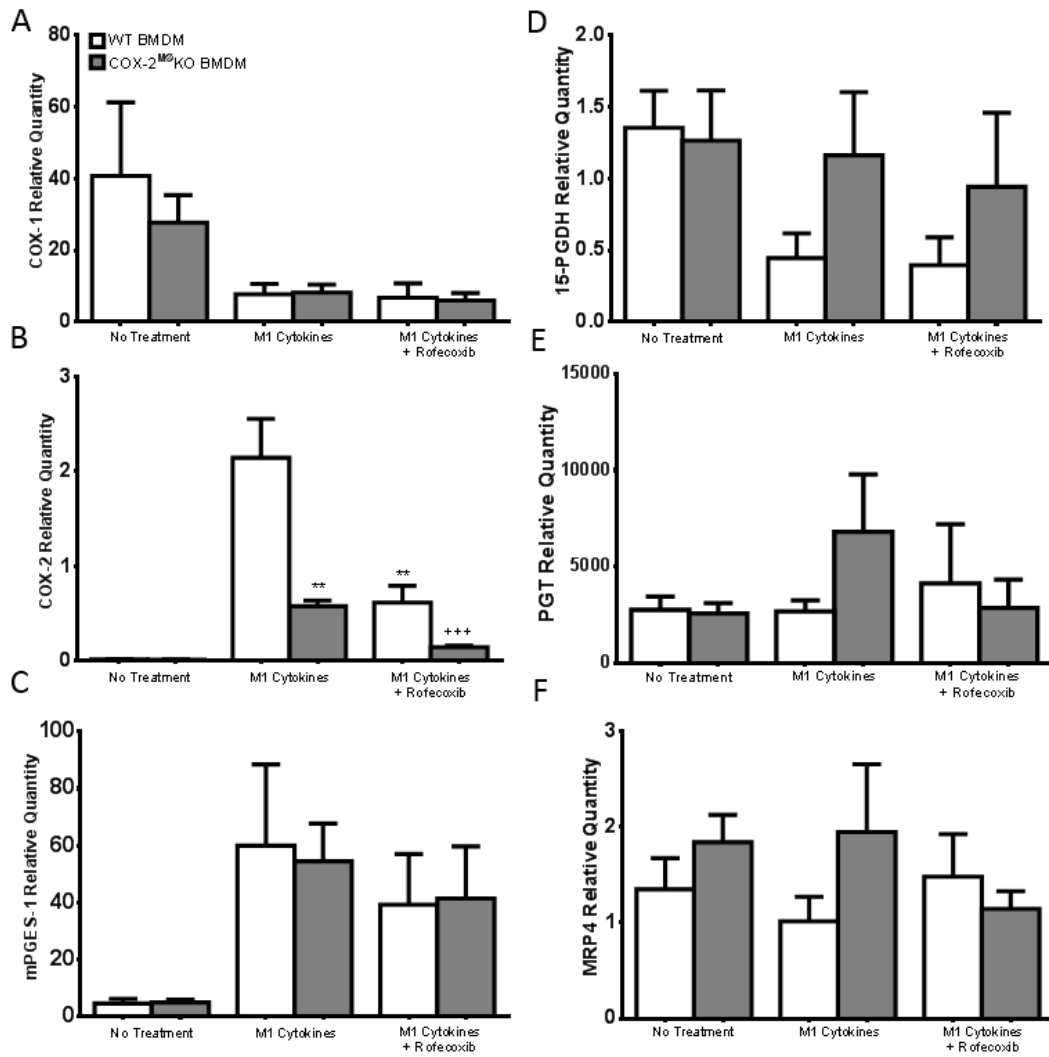 A
WT BMDM
COX-2MØKO BMDM
COX-1 Relative Quantity
80
60
40
20
0
No Treatment
M1 Cytokines
M1 Cytokines
+ Rofecoxib
B
COX-2 Relative Quantity
3
2
1
0
**
**
+++
No Treatment
M1 Cytokines
M1 Cytokines
+ Rofecoxib
C
mPGES-1 Relative Quantity
100
80
60
40
20
0
No Treatment
M1 Cytokines
M1 Cytokines
+ Rofecoxib
D
15-PGDH Relative Quantity
2.0
1.5
1.0
0.5
0.0
No Treatment
M1 Cytokines
M1 Cytokines
+ Rofecoxib
E
PGT Relative Quantity
15000
10000
5000
0
No Treatment
M1 Cytokines
M1 Cytokines
+ Rofecoxib
F
MRP4 Relative Quantity
3
2
1
0
No Treatment
M1 Cytokines
M1 Cytokines
+ Rofecoxib